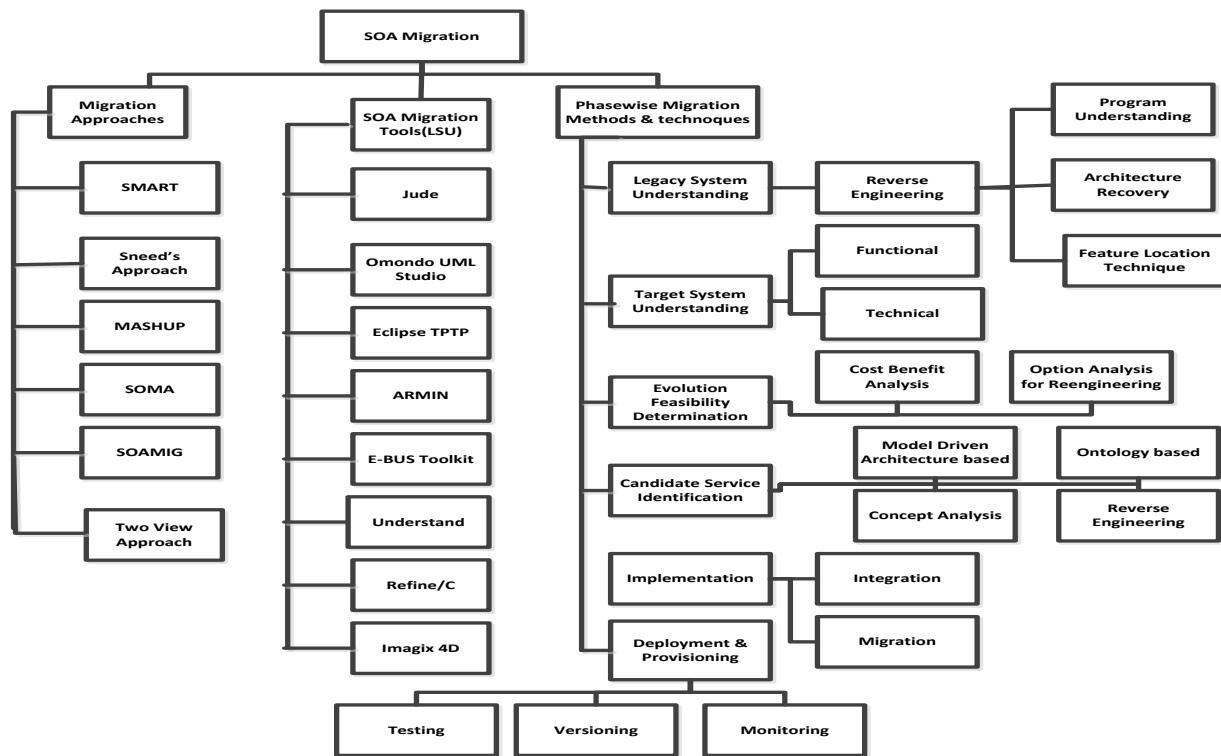 SOA Migration
Migration
Approaches
SMART
Sneed's
Approach
MASHUP
SOMA
SOAMIG
Two View
Approach
SOA Migration
Tools(LSU)
Jude
Omondo UML
Studio
Eclipse TPTP
ARMIN
E-BUS Toolkit
Understand
Refine/C
Imagix 4D
Phasewise Migration
Methods & technques
Legacy System
Understanding
Reverse
Engineering
Program
Understanding
Architecture
Recovery
Feature Location
Technique
Target System
Understanding
Functional
Technical
Evolution
Feasibility
Determination
Cost Benefit
Analysis
Option Analysis
for Reengineering
Candidate Service
Identification
Model Driven
Architecture based
Ontology based
Concept Analysis
Reverse
Engineering
Implementation
Integration
Migration
Deployment &
Provisioning
Testing
Versioning
Monitoring